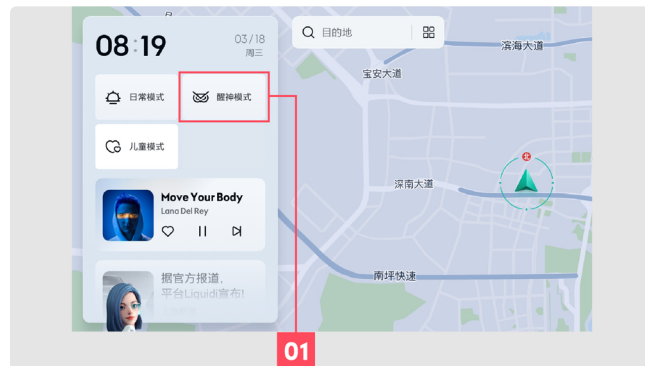 08:19
03/18
周三
目的地
滨海大道
宝安大道
日常模式
醒神模式
儿童模式
北
深南大道
Move Your Body
Lana Del Rey
南坪快速
据官方报道,
平台Liquidi宣布!
01